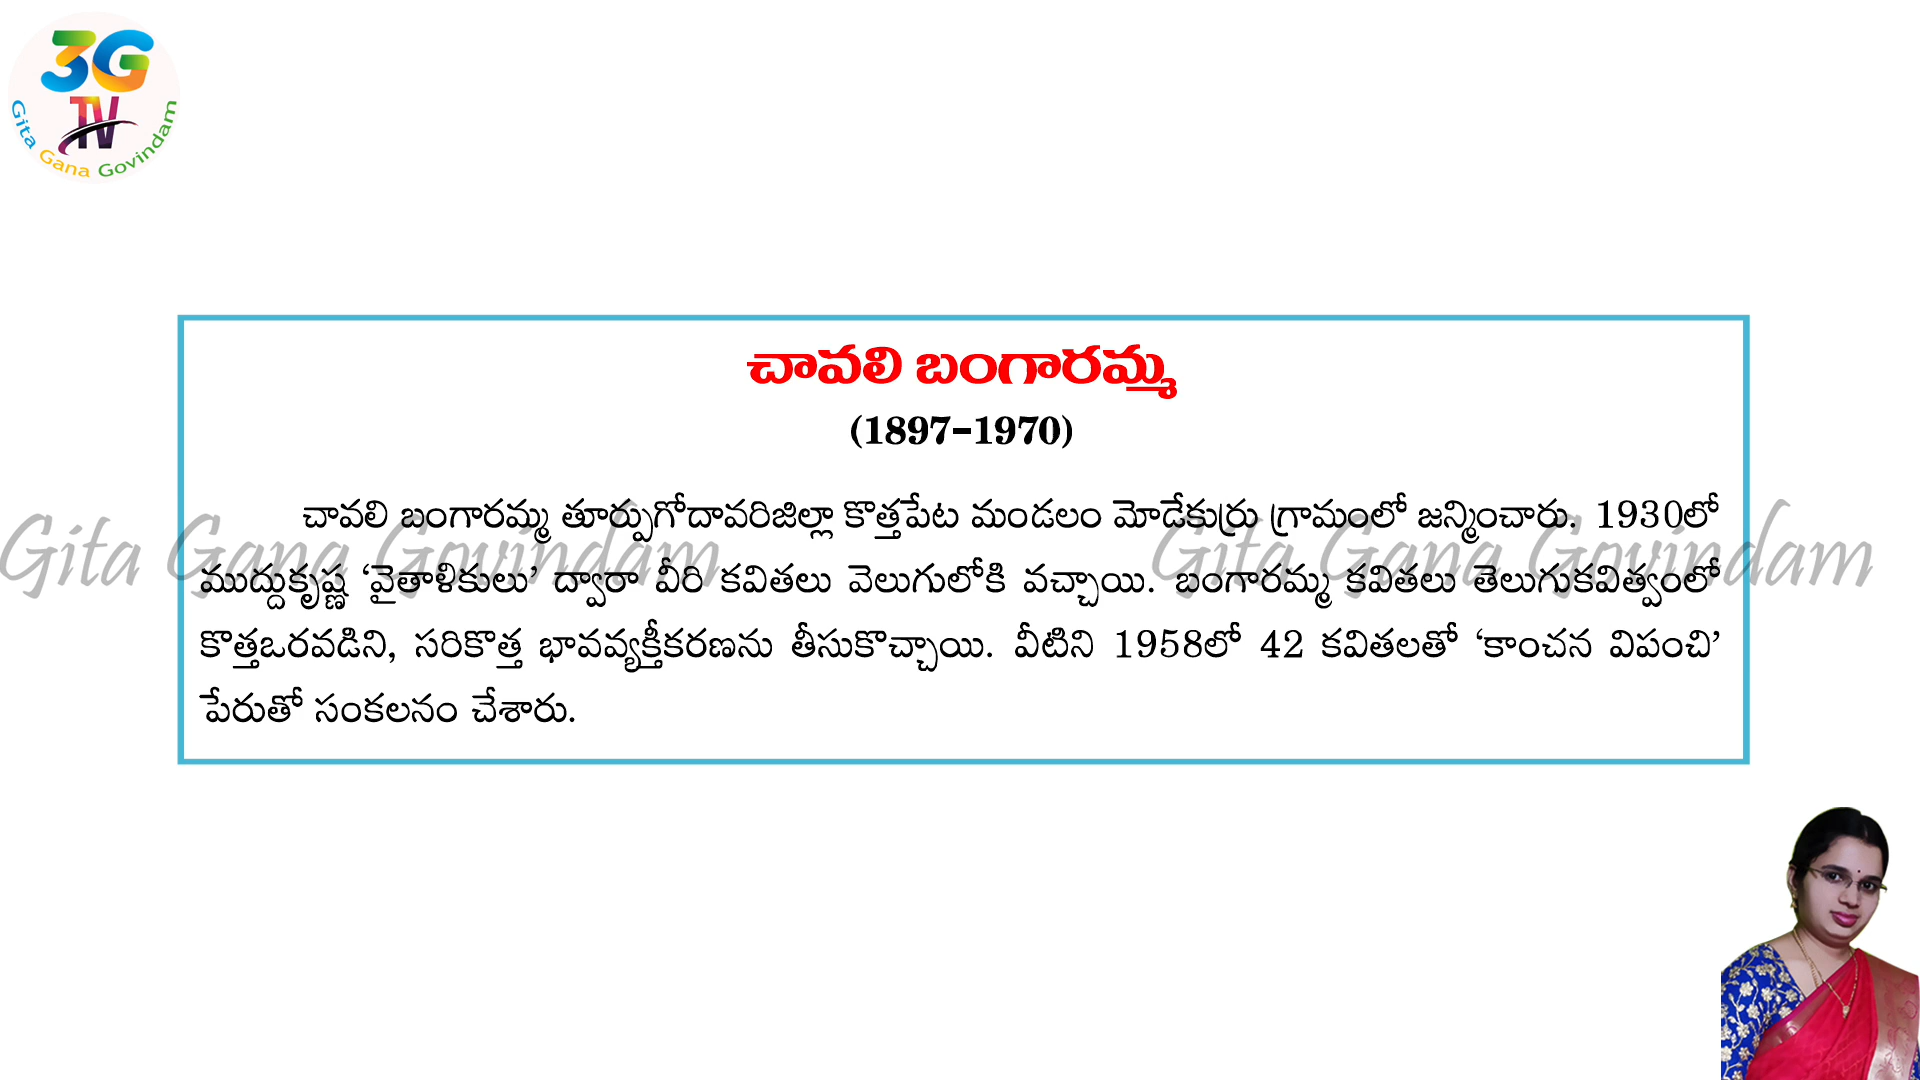 3G
TV
Gita Gana Govindam
చావలి బంగారమ్మ
(1897-1970)
చావలి బంగారమ్మ తూర్పుగోదావరిజిల్లా కొత్తపేట మండలం మోడేకుర్రు గ్రామంలో జన్మించారు. 1930లో
ముద్దుకృష్ణ ‘వైతాళికులు’ ద్వారా వీరి కవితలు వెలుగులోకి వచ్చాయి. బంగారమ్మ కవితలు తెలుగుకవిత్వంలో
కొత్తఒరవడిని, సరికొత్త భావవ్యక్తీకరణను తీసుకొచ్చాయి. వీటిని 1958లో 42 కవితలతో ‘కాంచన విపంచి’
పేరుతో సంకలనం చేశారు.
Gita Gana Govindam
Gita Gana Govindam